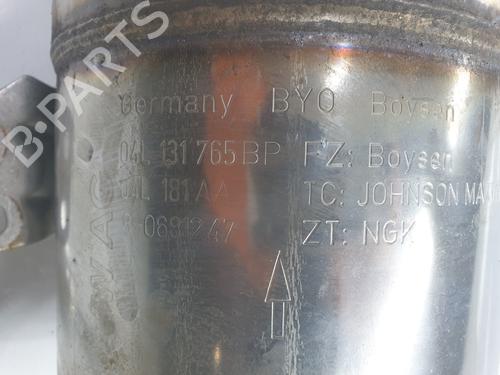 Germany BYO Boysen
04L 131 765 BP FZ: Boysen
04L 181 AA TC: JOHNSON MA
0691247 ZT: NGK
B-PARTS